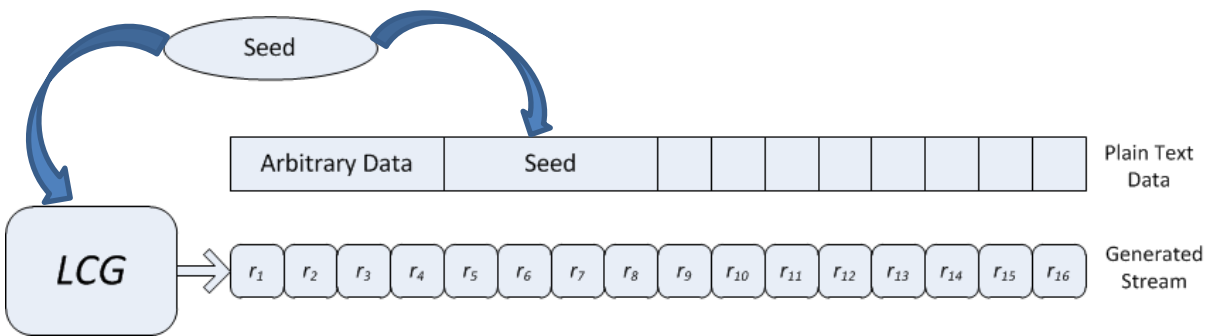 Seed
Arbitrary Data Seed
Plain Text
Data
LCG
r1 r2 r3 r4 r5 r6 r7 r8 r9 r10 r11 r12 r13 r14 r15 r16
Generated
Stream